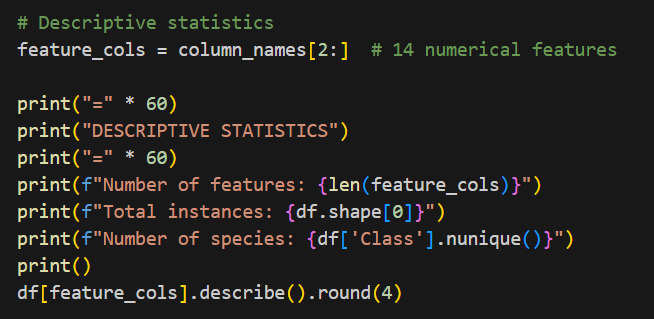 # Descriptive statistics
feature_cols = column_names[2:]  # 14 numerical features

print("=" * 60)
print("DESCRIPTIVE STATISTICS")
print("=" * 60)
print(f"Number of features: {len(feature_cols)}")
print(f"Total instances: {df.shape[0]}")
print(f"Number of species: {df['Class'].nunique()}")
print()
df[feature_cols].describe().round(4)